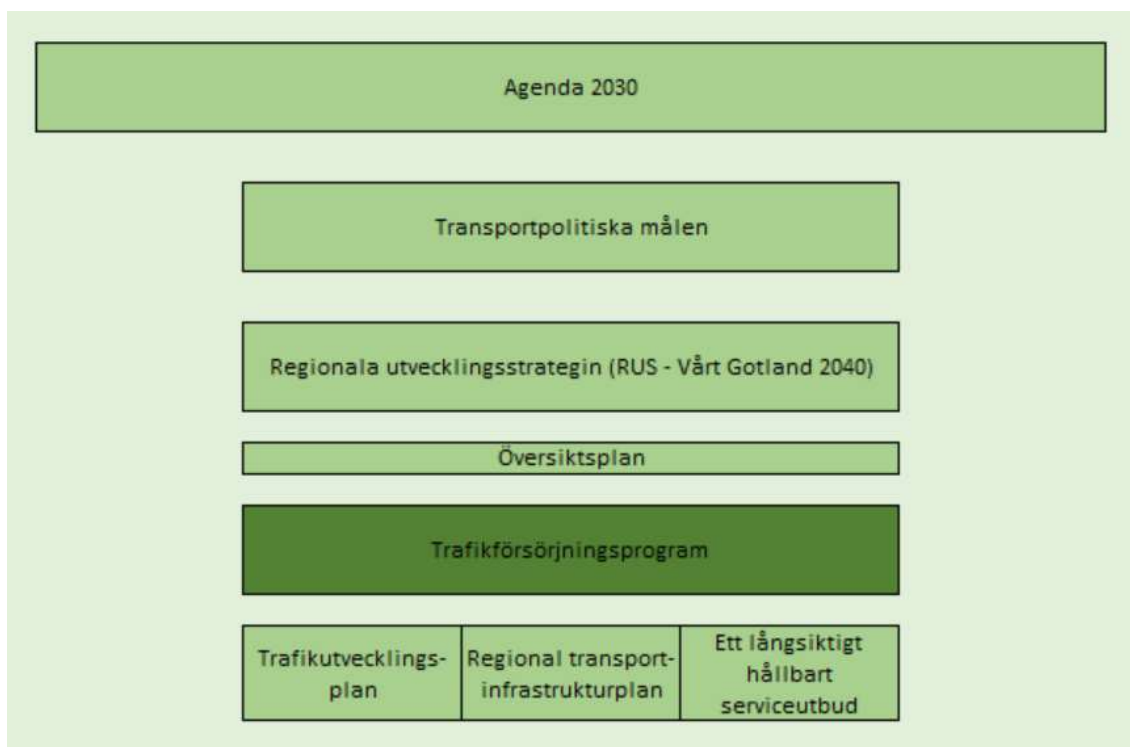 Agenda 2030
Transportpolitiska målen
Regionala utvecklingsstrategin (RUS - Vårt Gotland 2040)
Översiktsplan
Trafikförsörjningsprogram
Trafikutvecklings-
plan
Regional transport-
infrastrukturplan
Ett långsiktigt
hållbart
serviceutbud